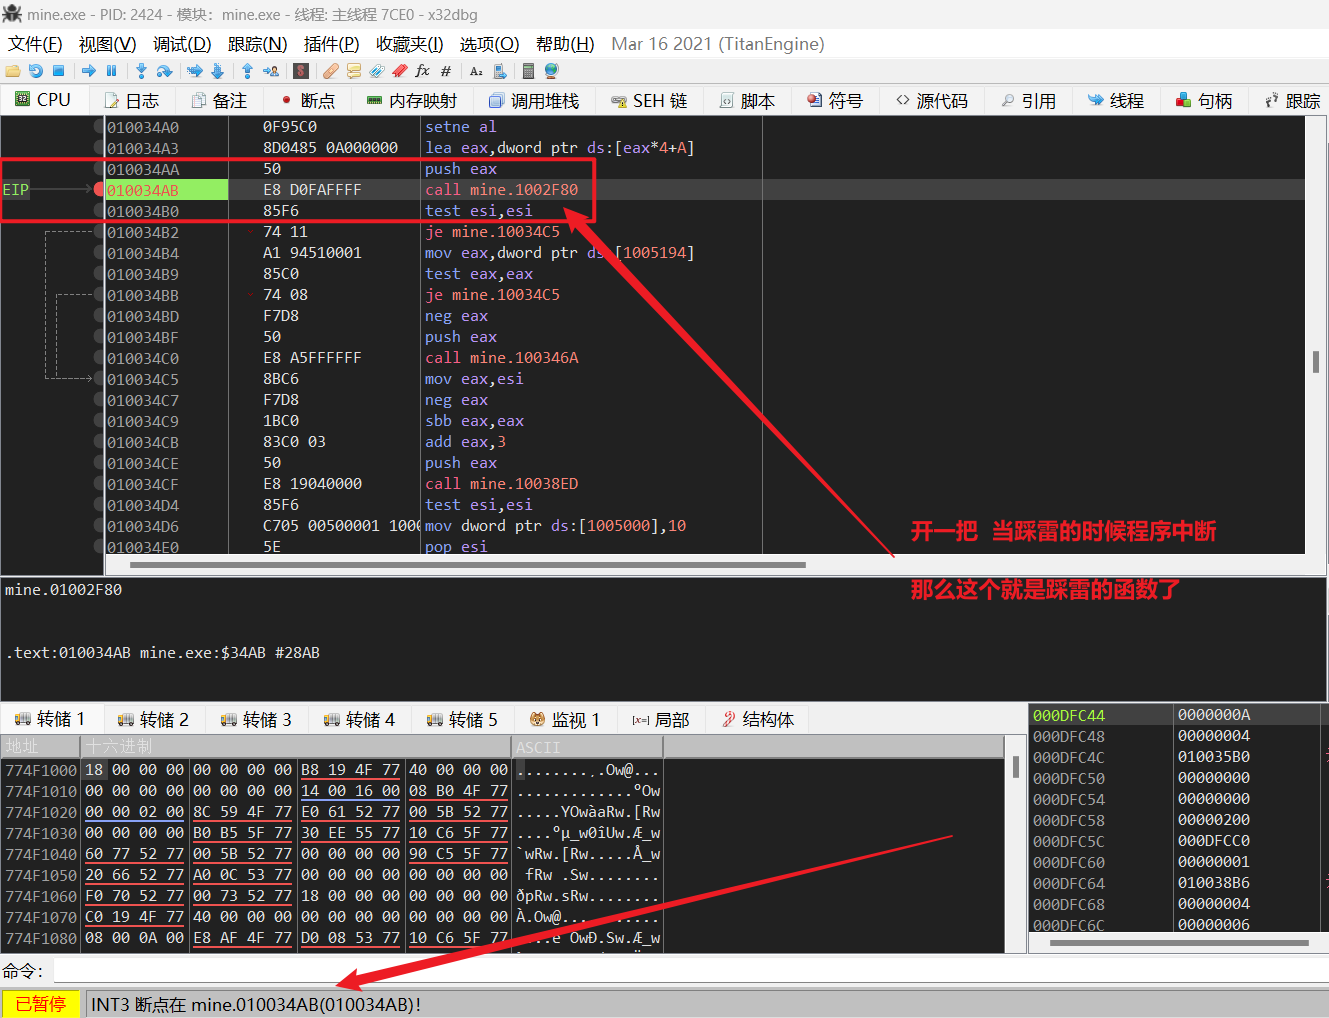 mine.exe - PID: 2424 - 模块: mine.exe - 线程: 主线程 7CE0 - x32dbg
文件(F) 视图(V) 调试(D) 跟踪(N) 插件(P) 收藏夹(I) 选项(O) 帮助(H) Mar 16 2021 (TitanEngine)
CPU 日志 备注 断点 内存映射 调用堆栈 SEH 链 脚本 符号 源代码 引用 线程 句柄 跟踪
010034A0 0F95C0 setne al
010034A3 8D0485 0A000000 lea eax,dword ptr ds:[eax*4+A]
010034AA 50 push eax
EIP 010034AB E8 D0FAFFFF call mine.1002F80
010034B0 85F6 test esi,esi
010034B2 74 11 je mine.10034C5
010034B4 A1 94510001 mov eax,dword ptr ds:[1005194]
010034B9 85C0 test eax,eax
010034BB 74 08 je mine.10034C5
010034BD F7D8 neg eax
010034BF 50 push eax
010034C0 E8 A5FFFFFF call mine.100346A
010034C5 8BC6 mov eax,esi
010034C7 F7D8 neg eax
010034C9 1BC0 sbb eax,eax
010034CB 83C0 03 add eax,3
010034CE 50 push eax
010034CF E8 19040000 call mine.10038ED
010034D4 85F6 test esi,esi
010034D6 C705 00500001 1000 mov dword ptr ds:[1005000],10
010034E0 5E pop esi
开一把 当踩雷的时候程序中断
那么这个就是踩雷的函数了
mine.01002F80
.text:010034AB mine.exe:$34AB #28AB
转储 1 转储 2 转储 3 转储 4 转储 5 监视 1 [x=] 局部 结构体
地址 十六进制 ASCII
774F1000 18 00 00 00 00 00 00 00 B8 19 4F 77 40 00 00 00 ........¸.Ow@...
774F1010 00 00 00 00 00 00 00 00 14 00 16 00 08 B0 4F 77 .............°Ow
774F1020 00 00 02 00 8C 59 4F 77 E0 61 52 77 00 5B 52 77 .....YOwàaRw.[Rw
774F1030 00 00 00 00 B0 B5 5F 77 30 EE 55 77 10 C6 5F 77 ....°µ_w0îUw.Æ_w
774F1040 60 77 52 77 00 5B 52 77 00 00 00 00 90 C5 5F 77 `wRw.[Rw.....Å_w
774F1050 20 66 52 77 A0 0C 53 77 00 00 00 00 00 00 00 00 fRw .Sw........
774F1060 F0 70 52 77 00 73 52 77 18 00 00 00 00 00 00 00 ðpRw.sRw........
774F1070 C0 19 4F 77 40 00 00 00 00 00 00 00 00 00 00 00 À.Ow@...........
774F1080 08 00 0A 00 E8 AF 4F 77 D0 08 53 77 10 C6 5F 77 ....è¯OwÐ.Sw.Æ_w
000DFC44 0000000A
000DFC48 00000004
000DFC4C 010035B0
000DFC50 00000000
000DFC54 00000000
000DFC58 00000200
000DFC5C 000DFCC0
000DFC60 00000001
000DFC64 010038B6
000DFC68 00000004
000DFC6C 00000006
命令:
已暂停 INT3 断点在 mine.010034AB(010034AB)!